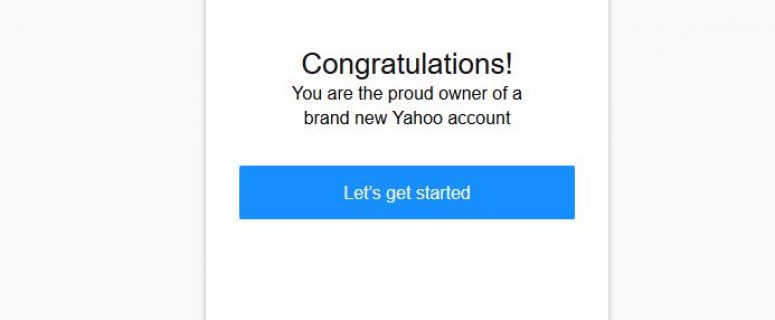 Congratulations!
You are the proud owner of a
brand new Yahoo account
Let's get started